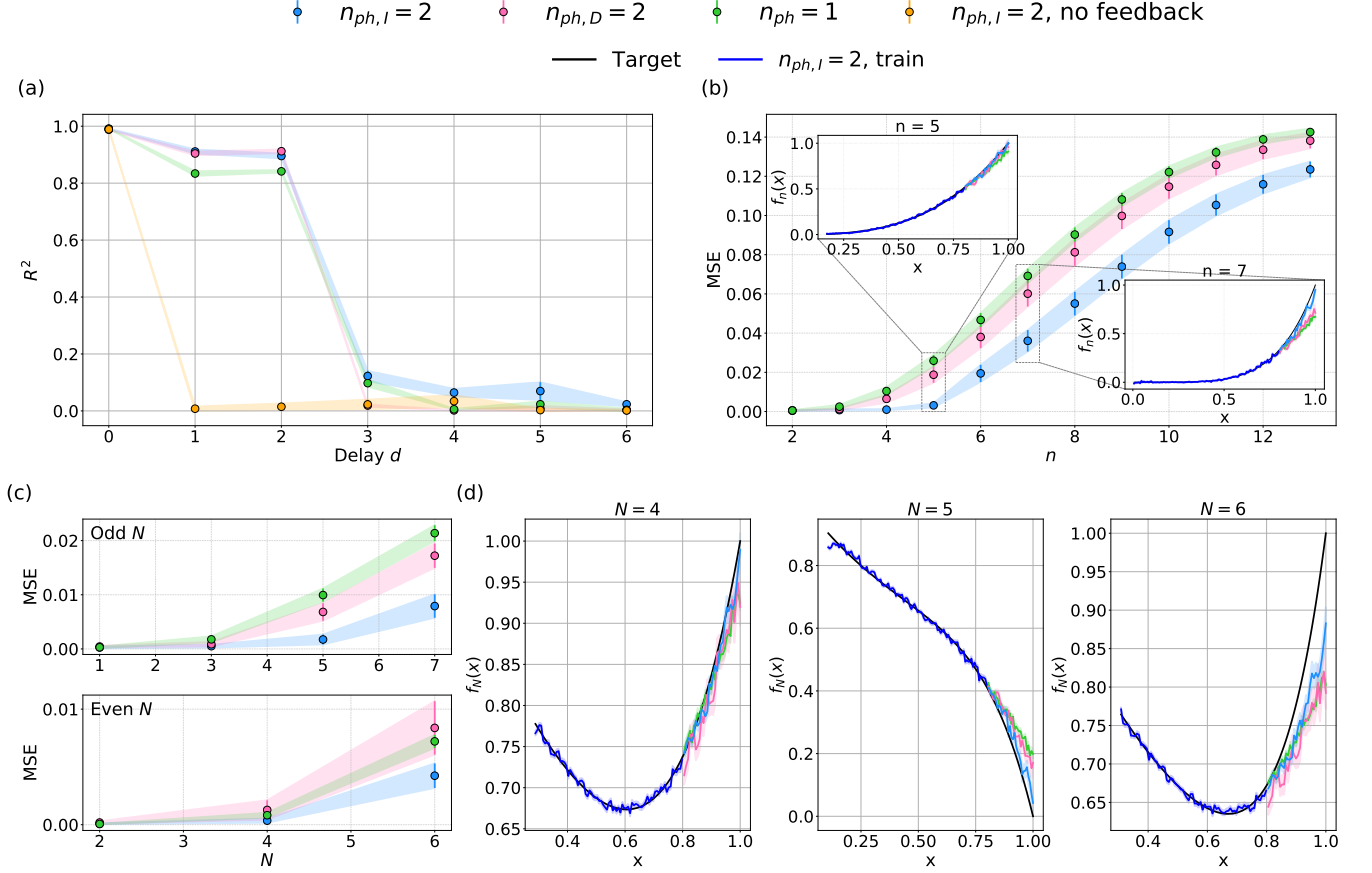 n_{ph,I} = 2 n_{ph,D} = 2 n_{ph} = 1 n_{ph,I} = 2, no feedback
Target n_{ph,I} = 2, train
(a)
1.0
0.8
0.6
0.4
0.2
0.0
R²
0 1 2 3 4 5 6
Delay d
(b)
0.14
0.12
0.10
0.08
0.06
0.04
0.02
0.00
MSE
2 4 6 8 10 12
n
n = 5
1.0
0.5
0.0
f_n(x)
0.25 0.50 0.75 1.00
x
n = 7
1.0
0.5
0.0
f_n(x)
0.0 0.5 1.0
x
(c)
Odd N
0.02
0.01
0.00
MSE
1 2 3 4 5 6 7
Even N
0.01
0.00
MSE
2 3 4 5 6
N
(d)
N = 4
1.00
0.95
0.90
0.85
0.80
0.75
0.70
0.65
f_N(x)
0.4 0.6 0.8 1.0
x
N = 5
0.8
0.6
0.4
0.2
0.0
f_N(x)
0.25 0.50 0.75 1.00
x
N = 6
1.00
0.95
0.90
0.85
0.80
0.75
0.70
0.65
f_N(x)
0.4 0.6 0.8 1.0
x